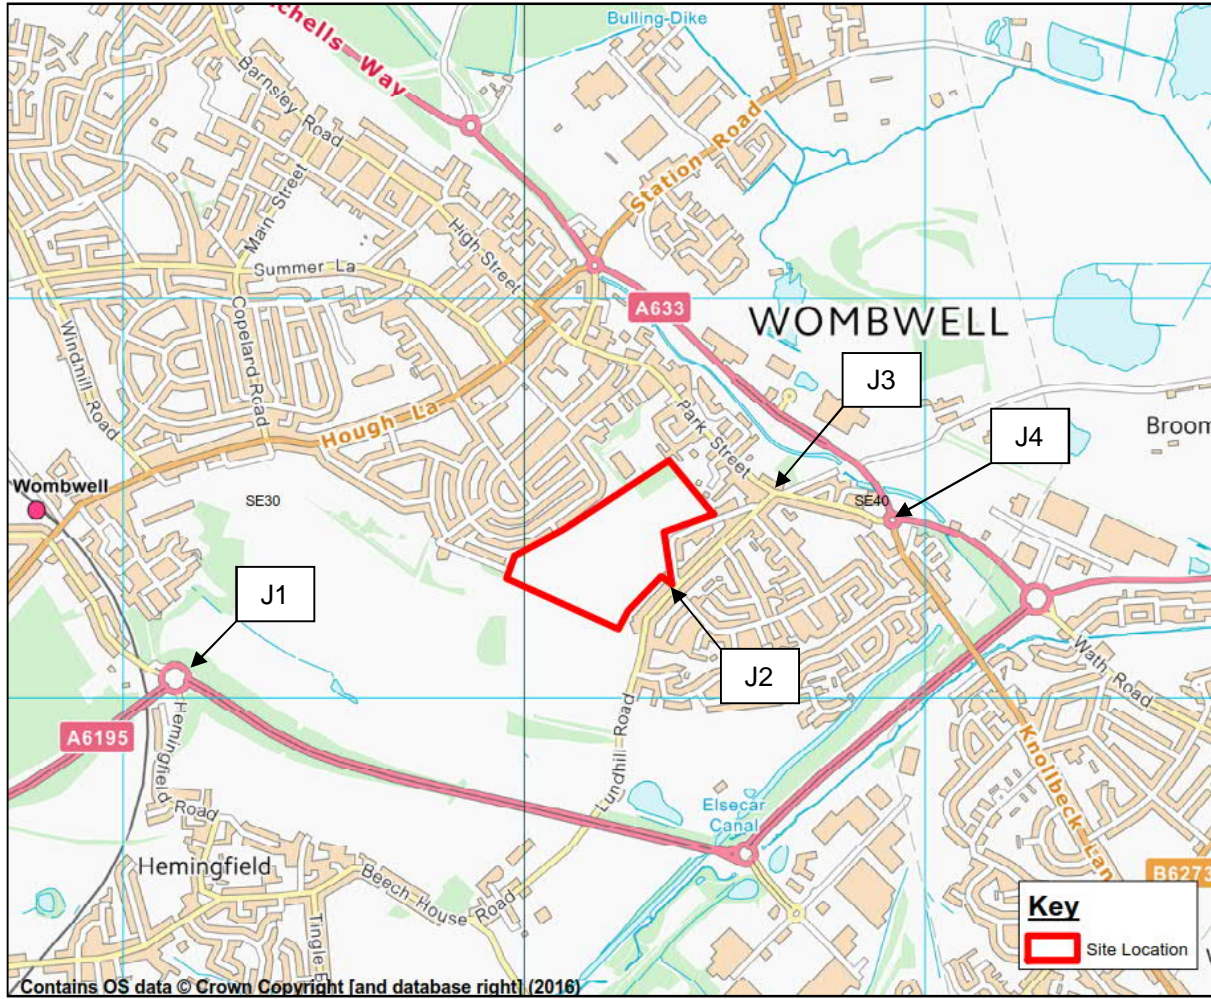 chells Way
Bulling Dike
Barnsley Road
Station Road
Main Street
High Street
Summer La
A633
WOMBWELL
Windmill Road
Copeland Road
J3
Hough La
Park Street
J4
Broom
Wombwell
SE30
SE40
J1
J2
Wath Road
A6195
Hemingfield Road
Lundhill Road
Knollbeck Lan
Elsecar
Canal
Hemingfield
Beech House Road
B6273
Key
Site Location
Tingle
Contains OS data © Crown Copyright [and database right] (2016)